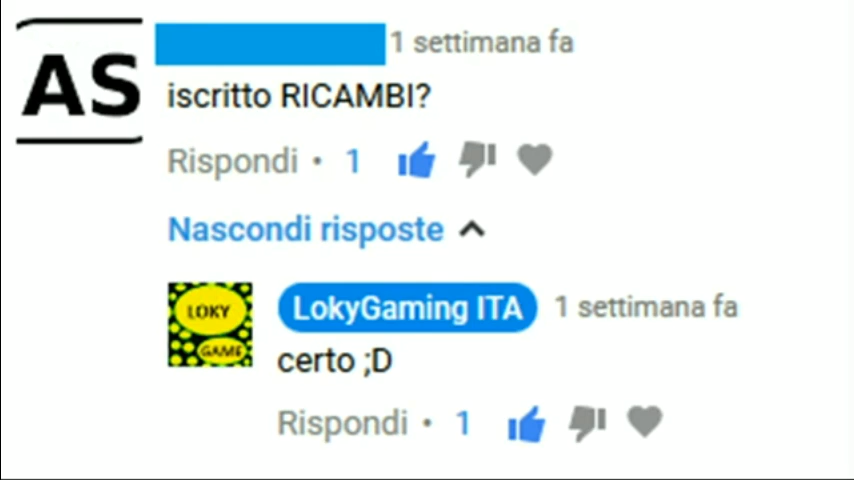 AS
1 settimana fa
iscritto RICAMBI?
Rispondi • 1
Nascondi risposte
LOKY
GAME
LokyGaming ITA 1 settimana fa
certo ;D
Rispondi • 1